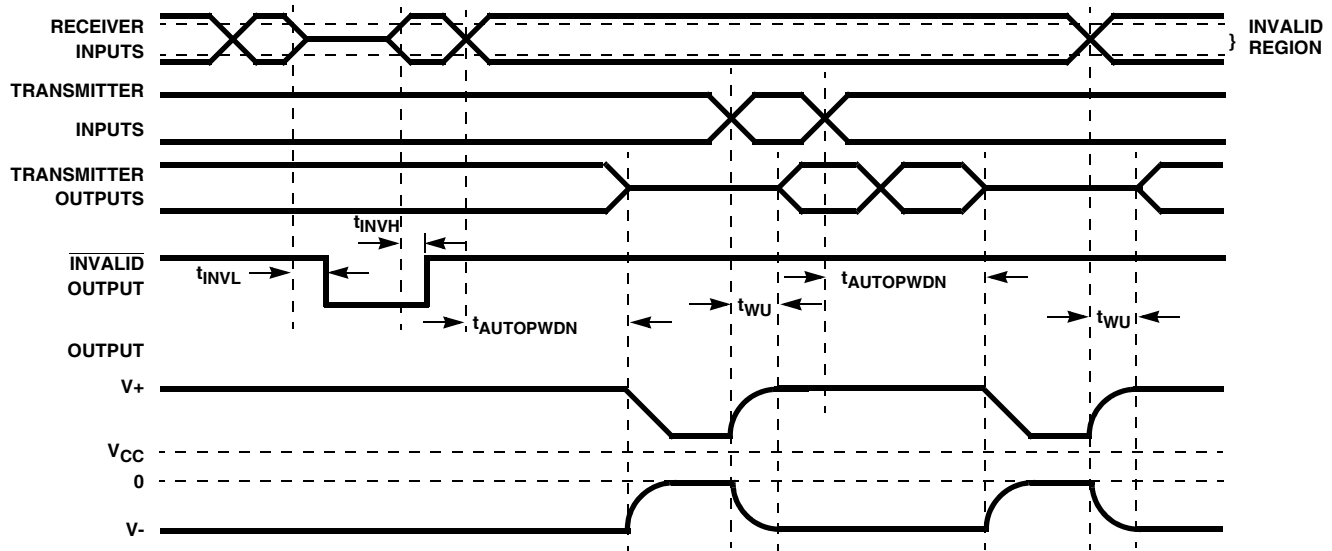 RECEIVER
INPUTS
} INVALID
REGION
TRANSMITTER
INPUTS
TRANSMITTER
OUTPUTS
tINVH
INVALID
OUTPUT
tINVL
tAUTOPWDN
tWU
tAUTOPWDN
tWU
OUTPUT
V+
VCC
0
V-